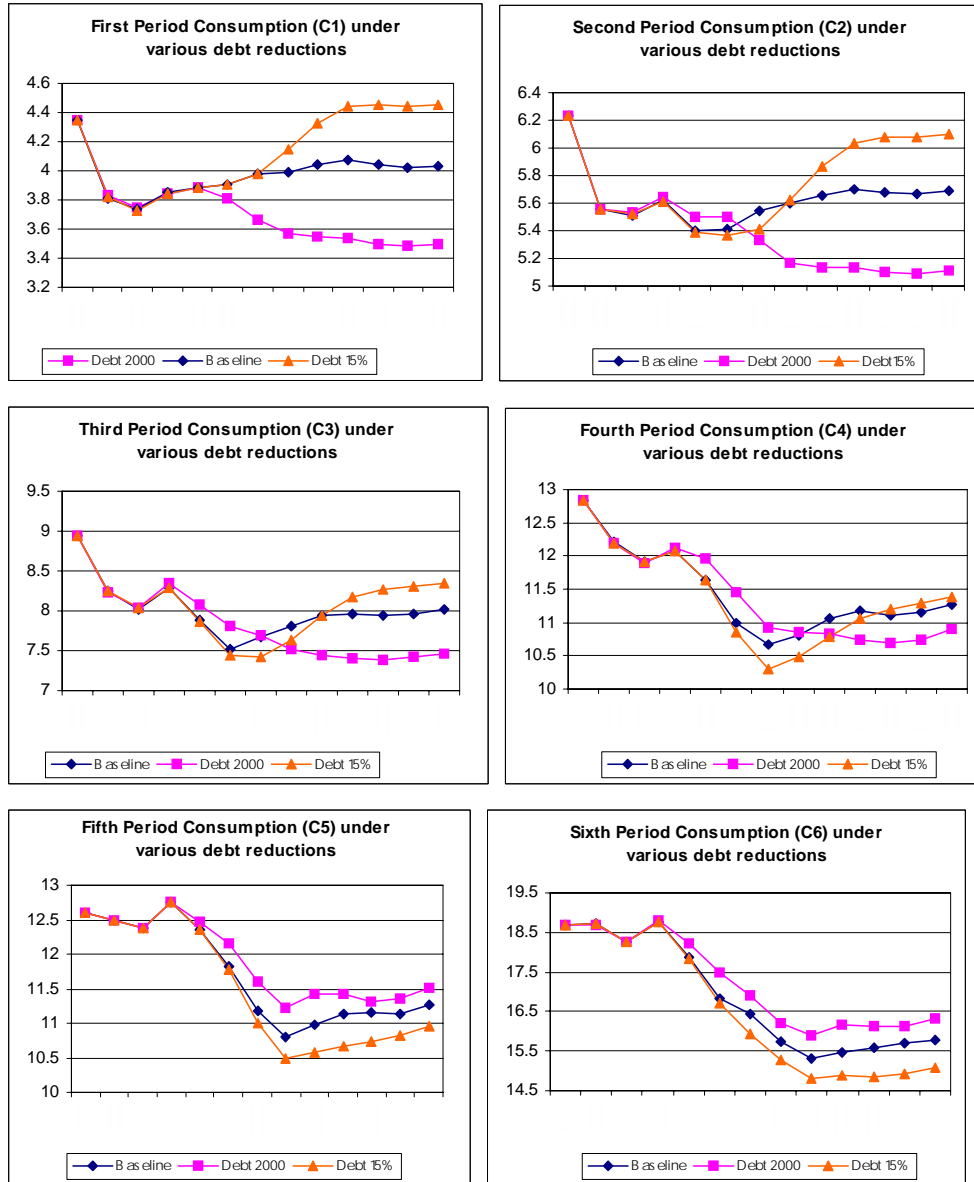 First Period Consumption (C1) under
various debt reductions
4.6
4.4
4.2
4
3.8
3.6
3.4
3.2
Debt 2000 Baseline Debt 15%
Second Period Consumption (C2) under
various debt reductions
6.4
6.2
6
5.8
5.6
5.4
5.2
5
Debt 2000 Baseline Debt15%
Third Period Consumption (C3) under
various debt reductions
9.5
9
8.5
8
7.5
7
Baseline Debt 2000 Debt 15%
Fourth Period Consumption (C4) under
various debt reductions
13
12.5
12
11.5
11
10.5
10
Baseline Debt 2000 Debt 15%
Fifth Period Consumption (C5) under
various debt reductions
13
12.5
12
11.5
11
10.5
10
Baseline Debt 2000 Debt 15%
Sixth Period Consumption (C6) under
various debt reductions
19.5
18.5
17.5
16.5
15.5
14.5
Baseline Debt 2000 Debt 15%